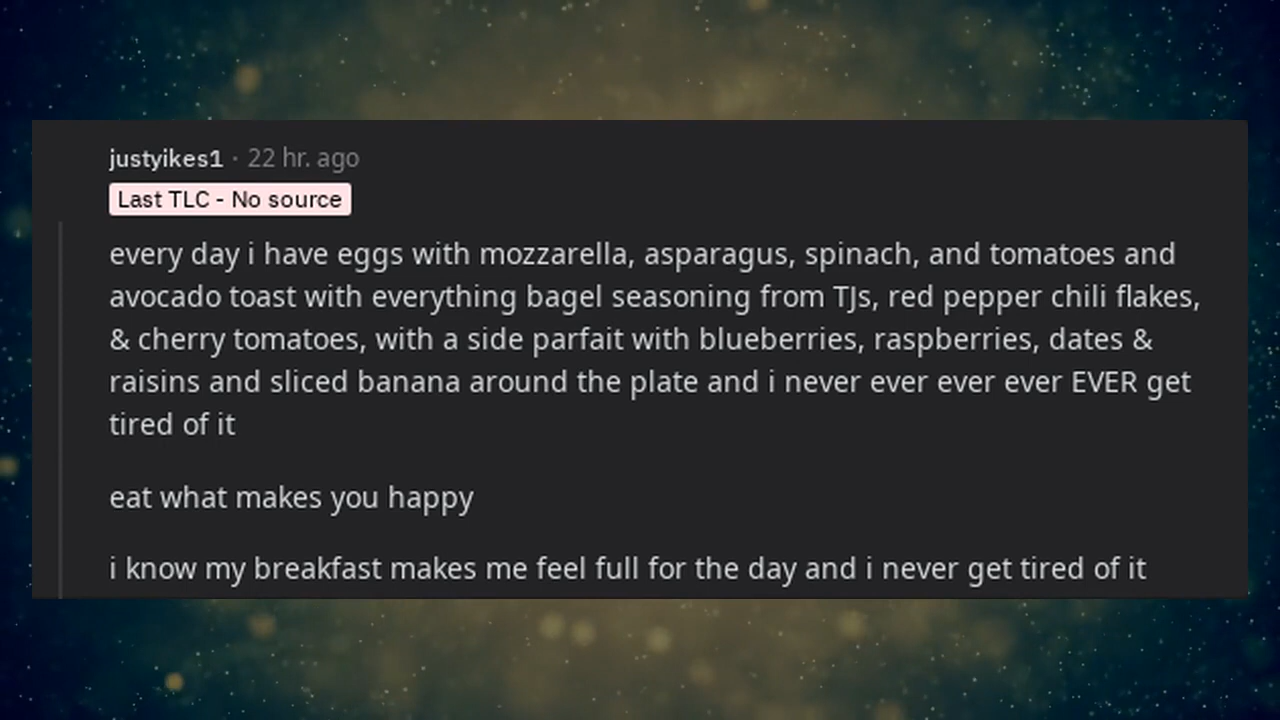 justyikes1 · 22 hr. ago
Last TLC - No source
every day i have eggs with mozzarella, asparagus, spinach, and tomatoes and
avocado toast with everything bagel seasoning from TJs, red pepper chili flakes,
& cherry tomatoes, with a side parfait with blueberries, raspberries, dates &
raisins and sliced banana around the plate and i never ever ever ever EVER get
tired of it
eat what makes you happy
i know my breakfast makes me feel full for the day and i never get tired of it